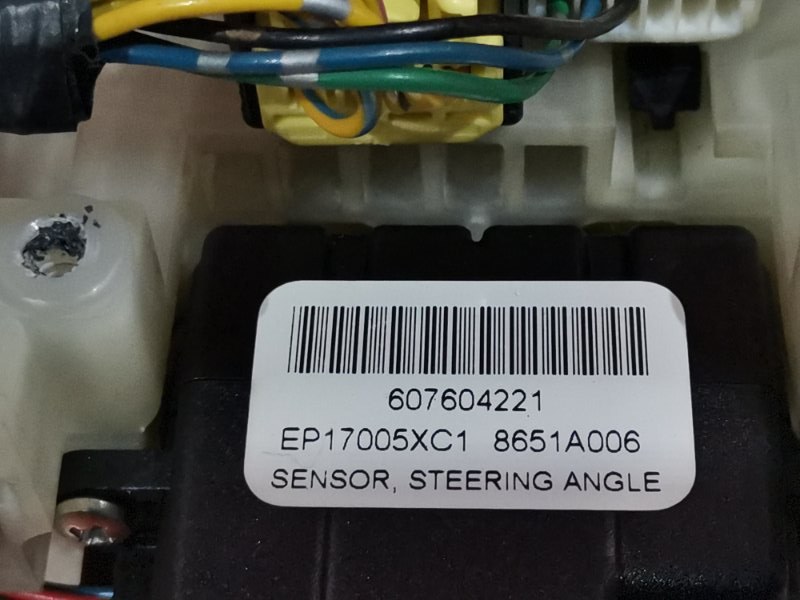 607604221
EP17005XC1 8651A006
SENSOR, STEERING ANGLE